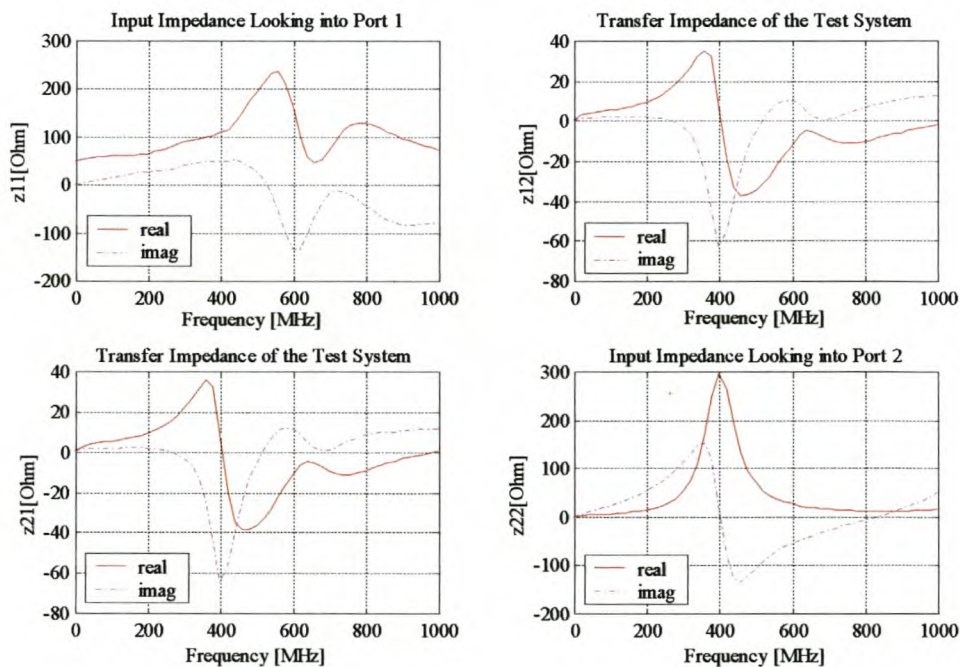 Input Impedance Looking into Port 1
300
200
100
0
-100
-200
z11[Ohm]
real
imag
0 200 400 600 800 1000
Frequency [MHz]
Transfer Impedance of the Test System
40
20
0
-20
-40
-60
-80
z12[Ohm]
real
imag
0 200 400 600 800 1000
Frequency [MHz]
Transfer Impedance of the Test System
40
20
0
-20
-40
-60
-80
z21[Ohm]
real
imag
0 200 400 600 800 1000
Frequency [MHz]
Input Impedance Looking into Port 2
300
200
100
0
-100
-200
z22[Ohm]
real
imag
0 200 400 600 800 1000
Frequency [MHz]